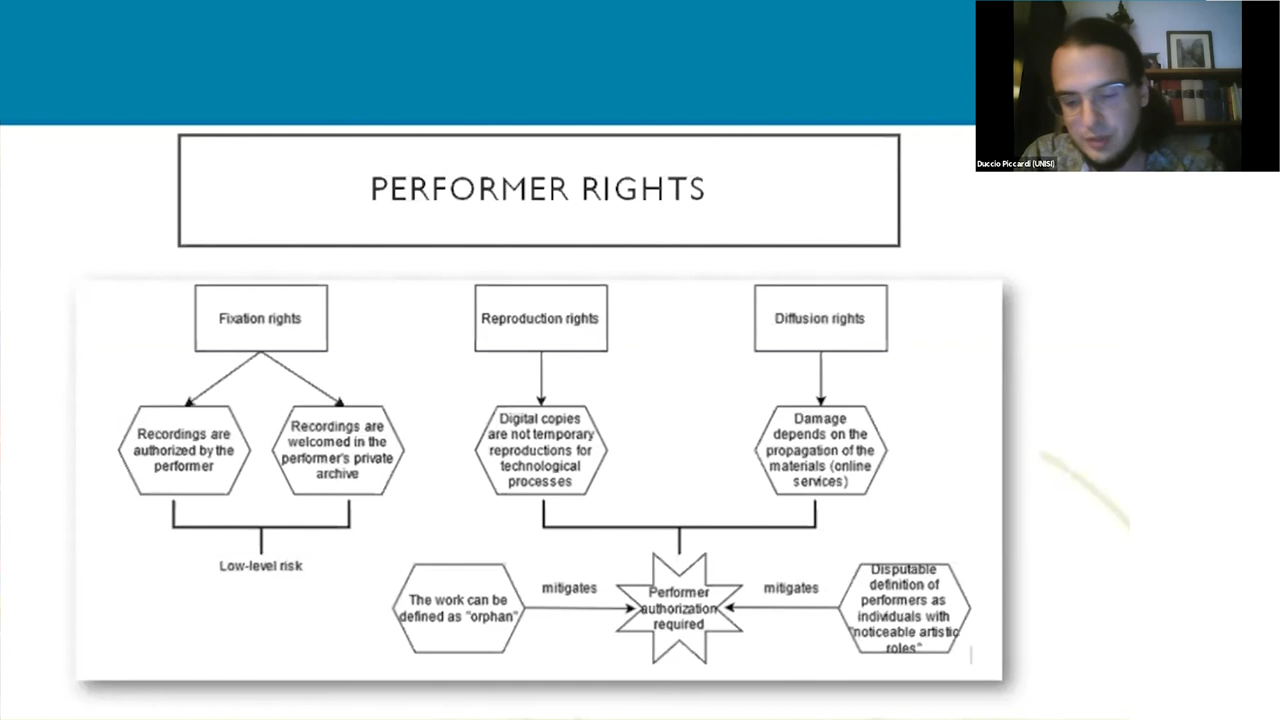 Duccio Piccardi (UNISI)
PERFORMER RIGHTS
Fixation rights
Reproduction rights
Diffusion rights
Recordings are
authorized by the
performer
Recordings are
welcomed in the
performer's private
archive
Digital copies
are not temporary
reproductions for
technological
processes
Damage
depends on the
propagation of the
materials (online
services)
Low-level risk
The work can be
defined as "orphan"
mitigates
Performer
authorization
required
mitigates
Disputable
definition of
performers as
individuals with
"noticeable artistic
roles"